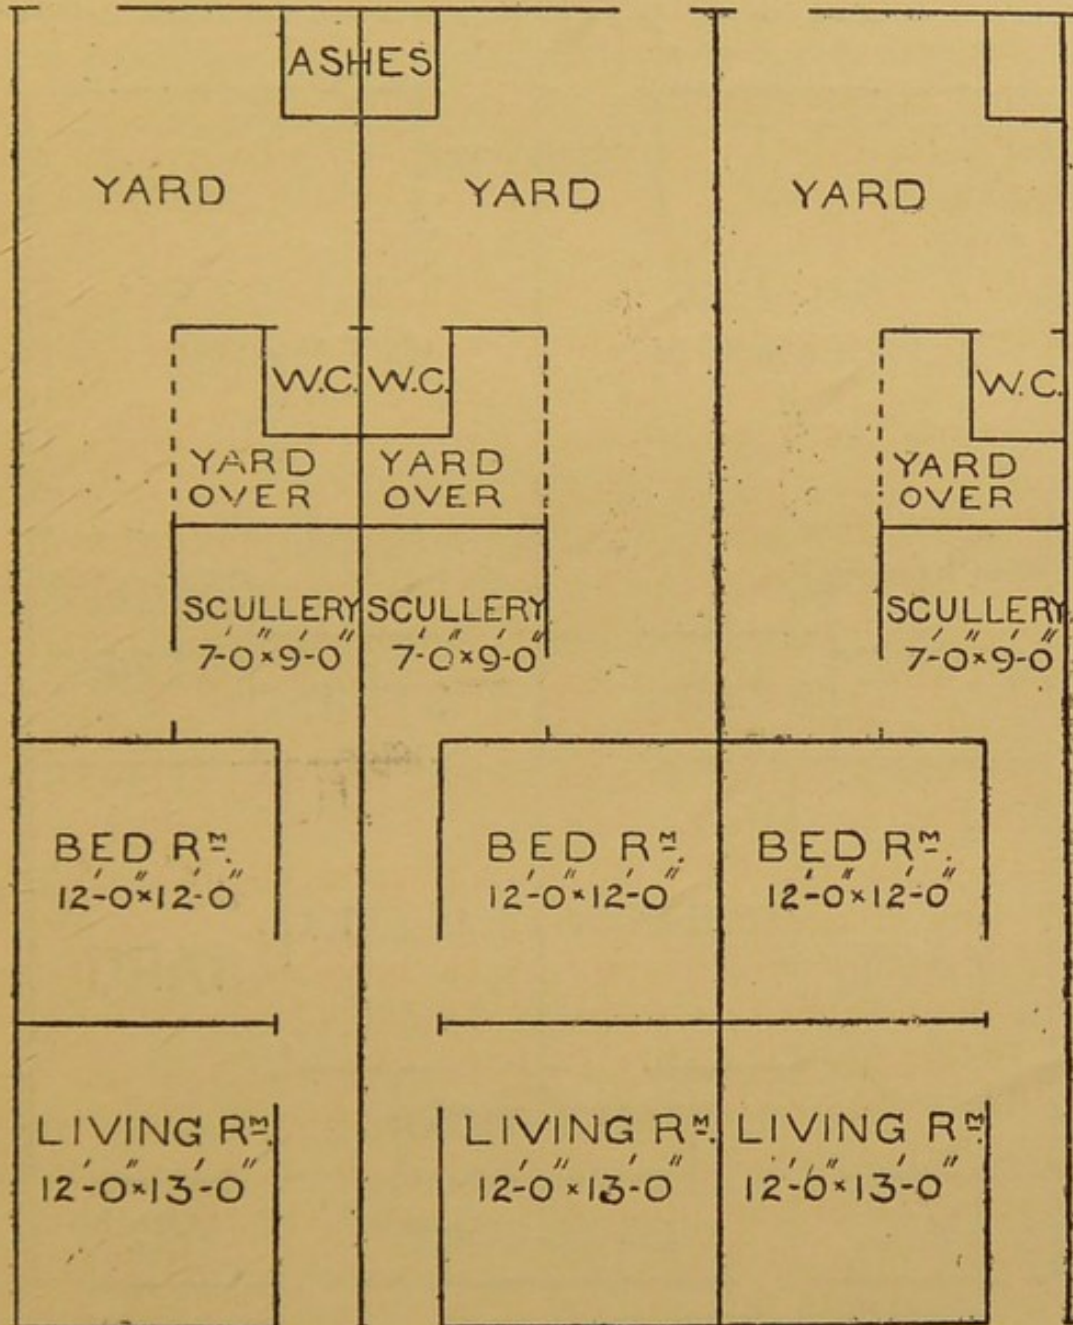 ASHES
YARD YARD YARD
W.C. W.C. W.C.
YARD OVER YARD OVER YARD OVER
SCULLERY SCULLERY SCULLERY
7'-0"×9'-0" 7'-0"×9'-0" 7'-0"×9'-0"
BED RM. BED RM. BED RM.
12'-0"×12'-0" 12'-0"×12'-0" 12'-0"×12'-0"
LIVING RM. LIVING RM. LIVING RM.
12'-0"×13'-0" 12'-0"×13'-0" 12'-0"×13'-0"